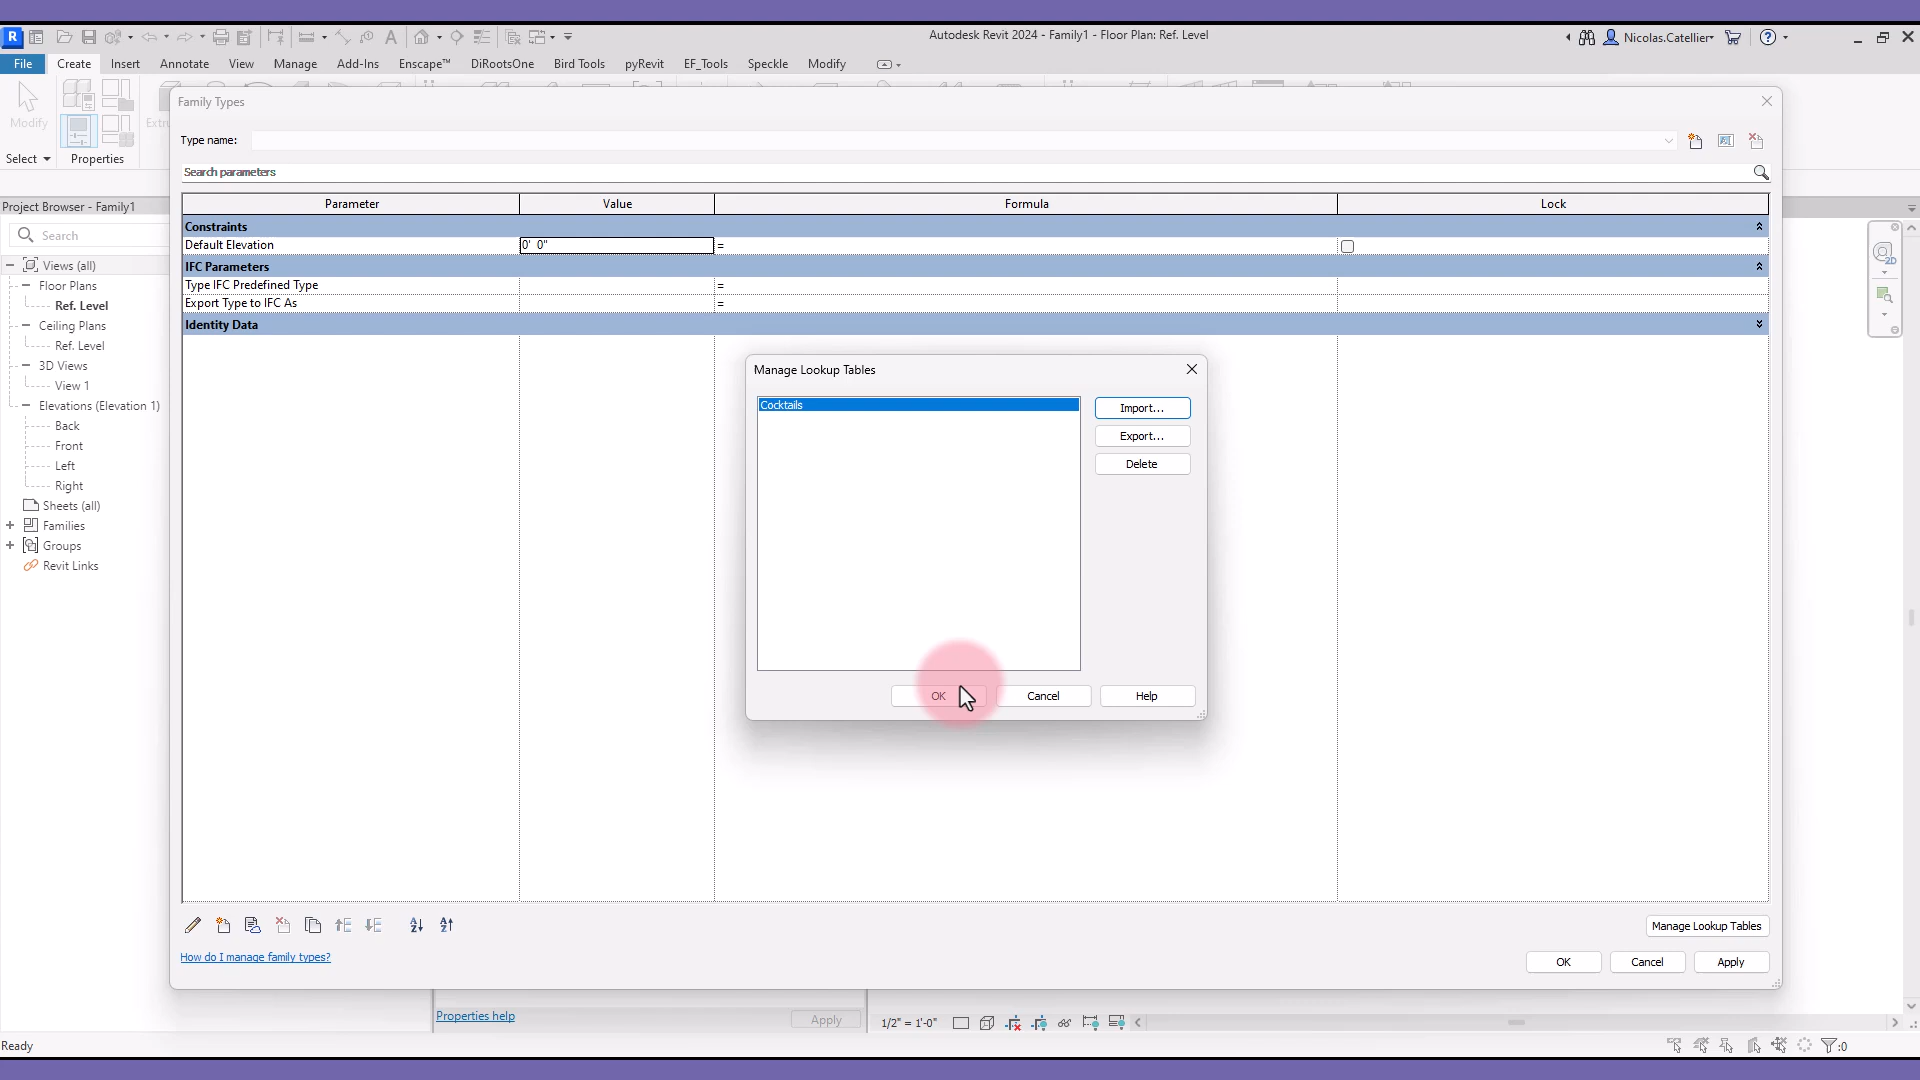 R
Autodesk Revit 2024 - Family1 - Floor Plan: Ref. Level
Nicolas.Catellier
File Create Insert Annotate View Manage Add-Ins Enscape™ DiRootsOne Bird Tools pyRevit EF_Tools Speckle Modify
Modify
Select
Properties
Family Types
Type name:
Search parameters
Parameter Value Formula Lock
Constraints
Default Elevation 0' 0" =
IFC Parameters
Type IFC Predefined Type =
Export Type to IFC As =
Identity Data
Project Browser - Family1
Search
Views (all)
Floor Plans
Ref. Level
Ceiling Plans
Ref. Level
3D Views
View 1
Elevations (Elevation 1)
Back
Front
Left
Right
Sheets (all)
Families
Groups
Revit Links
2D
Manage Lookup Tables
Cocktails
Import...
Export...
Delete
OK Cancel Help
Manage Lookup Tables
How do I manage family types?
OK Cancel Apply
Properties help
Apply
1/2" = 1'-0"
Ready
:0